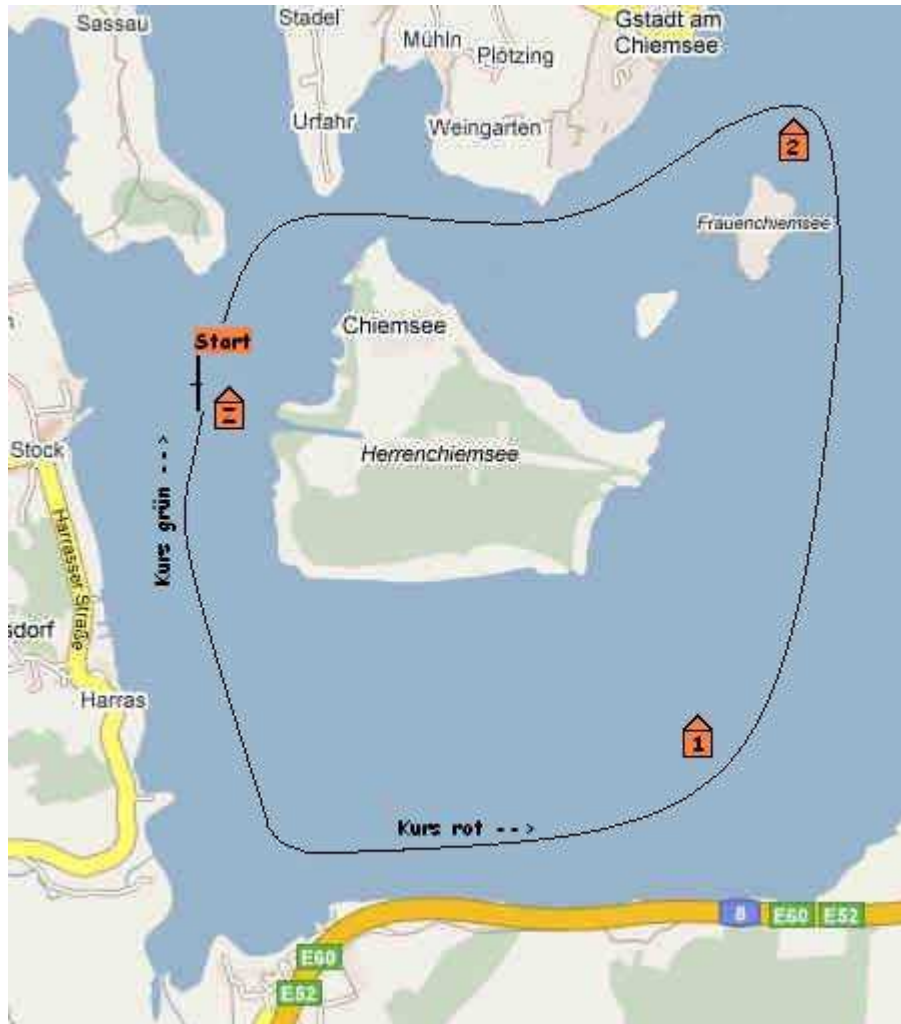 Sassau
Stadel
Gstadt am
Chiemsee
Mühln
Plötzing
Urfahr
Weingarten
2
Frauenchiemsee
Chiemsee
Start
Z
Stock
Herrenchiemsee
Kurs grün -->
Harrasser Straße
sdorf
Harras
1
Kurs rot -->
8
E60
E52
E60
E52